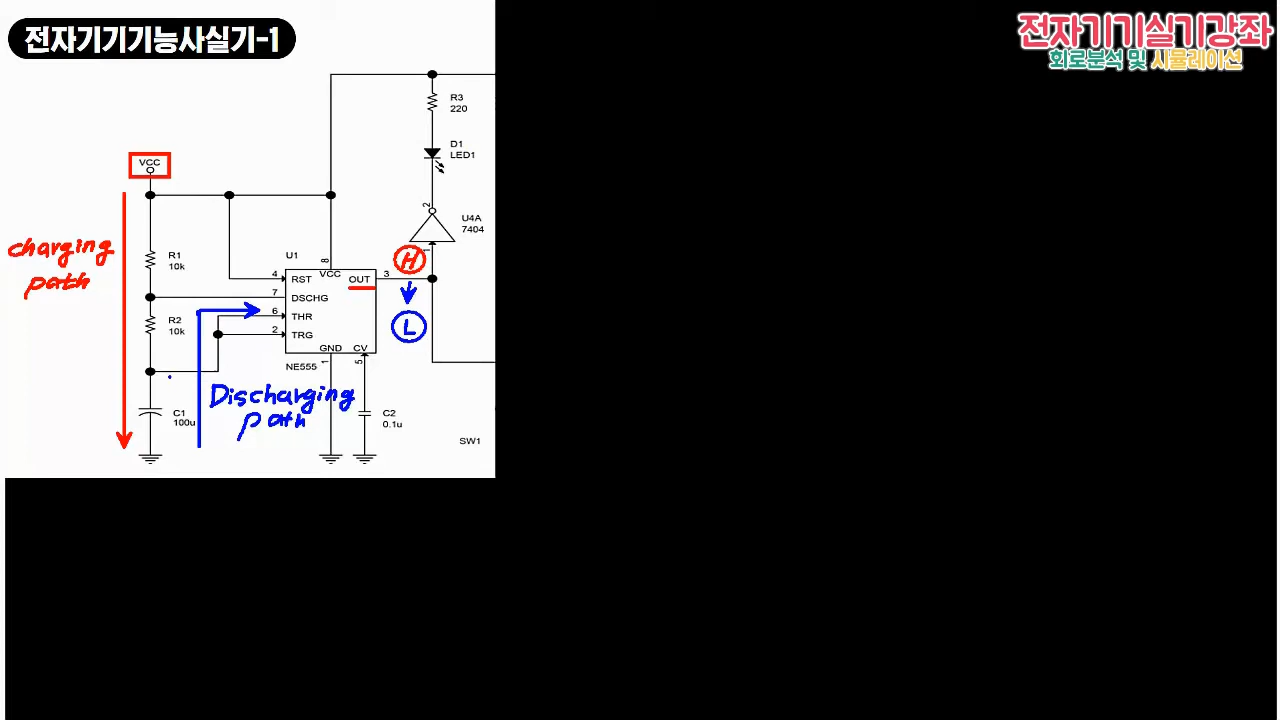 전자기기기능사실기-1
전자기기실기강좌
회로분석 및 시뮬레이션
R3
220
D1
LED1
VCC
2
U4A
7404
1
charging
path
R1
10k
U1
8
H
4
RST
VCC
OUT
3
7
DSCHG
6
THR
R2
10k
2
TRG
L
GND
CV
1
5
NE555
Discharging
path
C1
100u
C2
0.1u
SW1